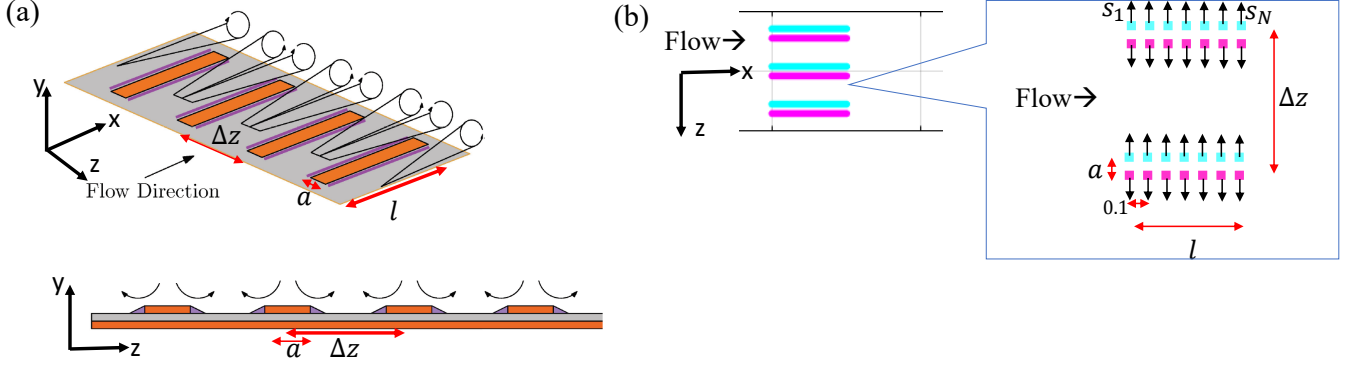 (a)
y
x
z
Δz
Flow Direction
a
l
y
z
a
Δz
(b)
Flow→
x
z
s1 sN
Flow→
Δz
a
0.1
l